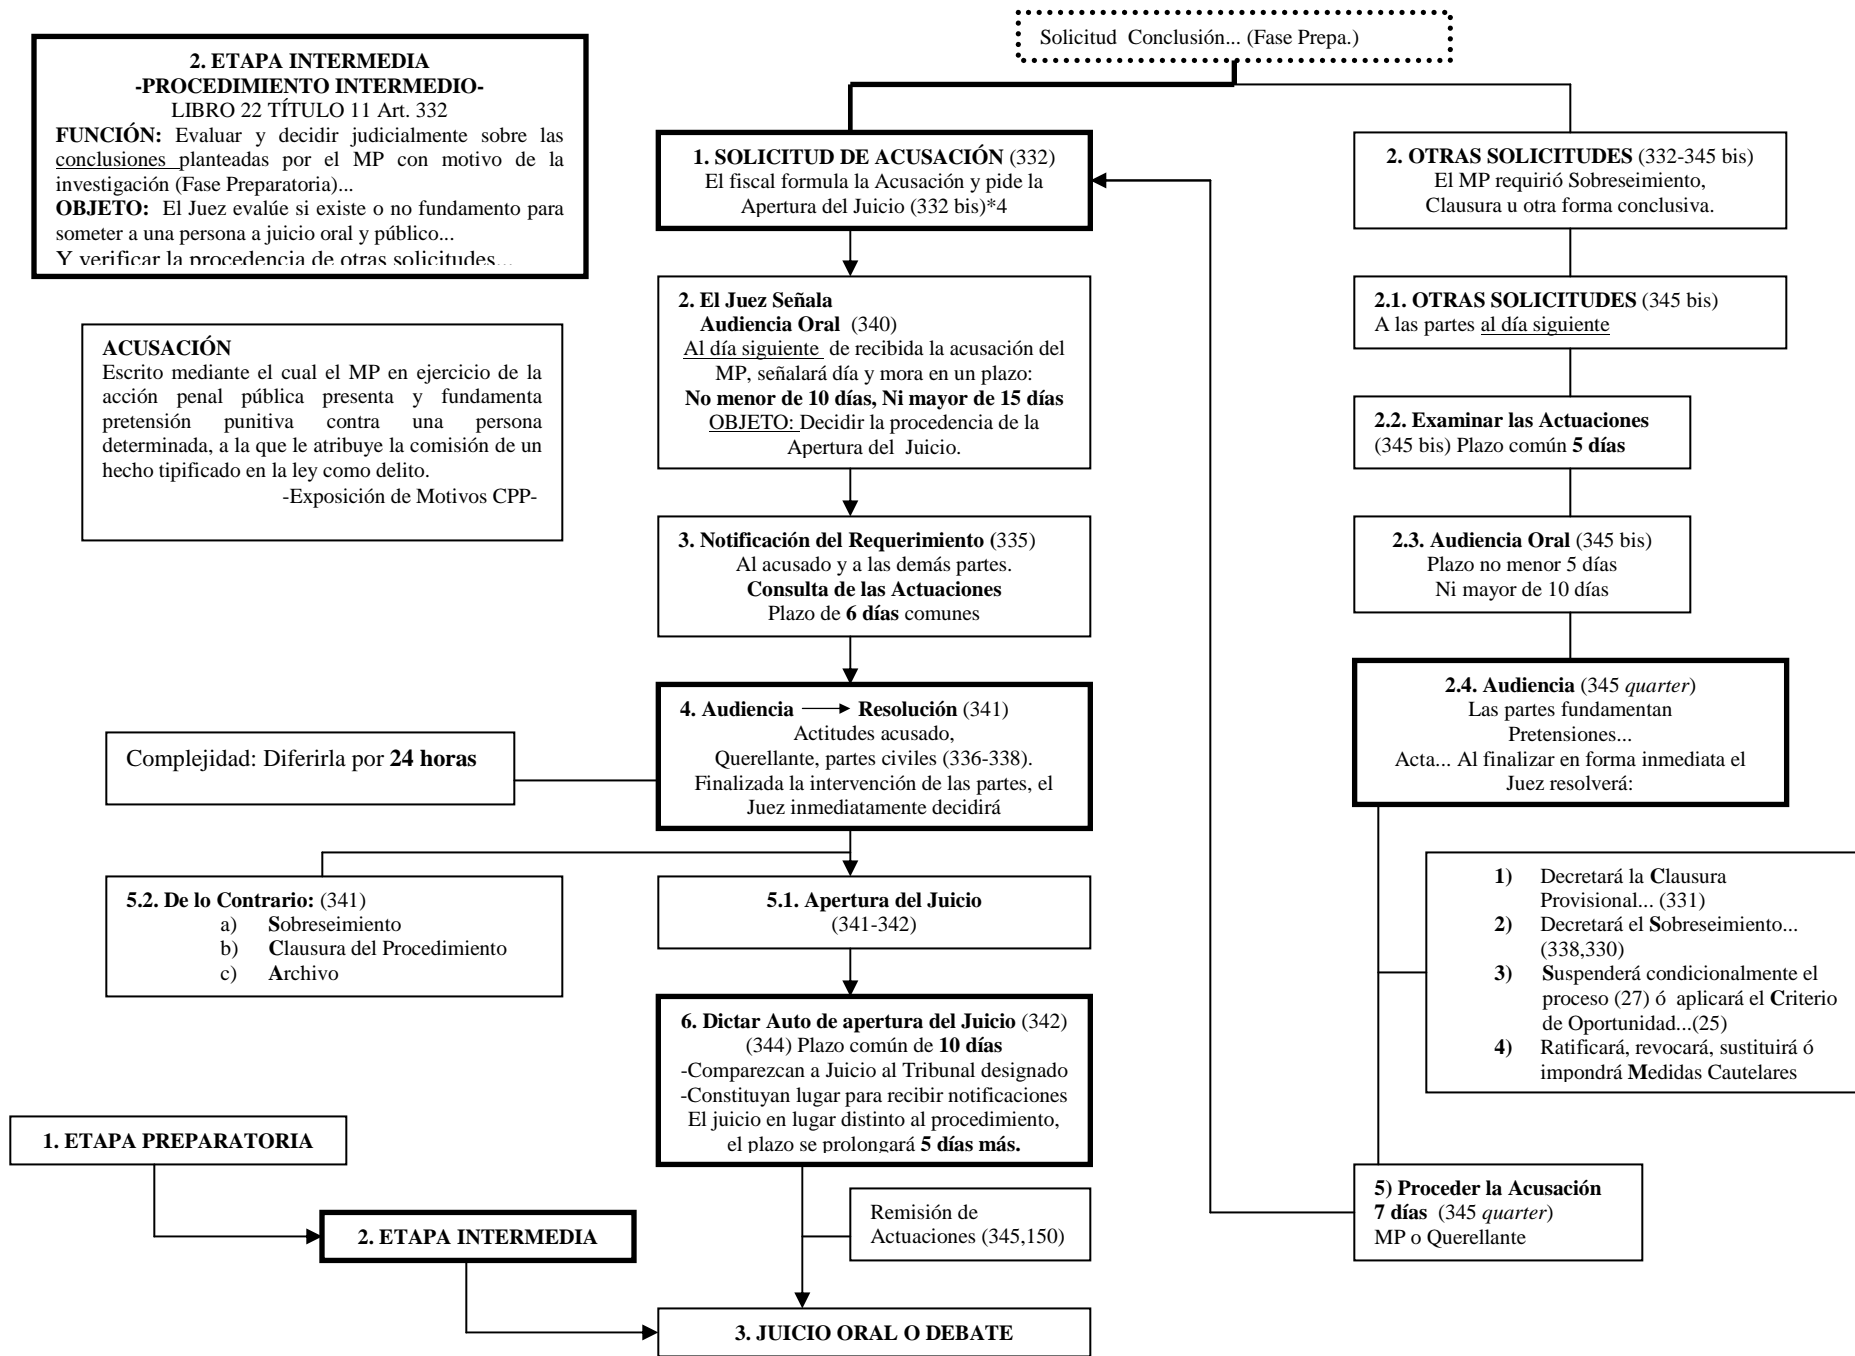 Solicitud Conclusión... (Fase Prepa.)
2. ETAPA INTERMEDIA
-PROCEDIMIENTO INTERMEDIO-
LIBRO 22 TÍTULO 11 Art. 332
FUNCIÓN: Evaluar y decidir judicialmente sobre las
conclusiones planteadas por el MP con motivo de la
investigación (Fase Preparatoria)...
OBJETO: El Juez evalúe si existe o no fundamento para
someter a una persona a juicio oral y público...
Y verificar la procedencia de otras solicitudes...
ACUSACIÓN
Escrito mediante el cual el MP en ejercicio de la
acción penal pública presenta y fundamenta
pretensión punitiva contra una persona
determinada, a la que le atribuye la comisión de un
hecho tipificado en la ley como delito.
-Exposición de Motivos CPP-
1. SOLICITUD DE ACUSACIÓN (332)
El fiscal formula la Acusación y pide la
Apertura del Juicio (332 bis)*4
2. El Juez Señala
Audiencia Oral (340)
Al día siguiente de recibida la acusación del
MP, señalará día y mora en un plazo:
No menor de 10 días, Ni mayor de 15 días
OBJETO: Decidir la procedencia de la
Apertura del Juicio.
3. Notificación del Requerimiento (335)
Al acusado y a las demás partes.
Consulta de las Actuaciones
Plazo de 6 días comunes
4. Audiencia → Resolución (341)
Actitudes acusado,
Querellante, partes civiles (336-338).
Finalizada la intervención de las partes, el
Juez inmediatamente decidirá
Complejidad: Diferirla por 24 horas
5.2. De lo Contrario: (341)
a) Sobreseimiento
b) Clausura del Procedimiento
c) Archivo
5.1. Apertura del Juicio
(341-342)
6. Dictar Auto de apertura del Juicio (342)
(344) Plazo común de 10 días
-Comparezcan a Juicio al Tribunal designado
-Constituyan lugar para recibir notificaciones
El juicio en lugar distinto al procedimiento,
el plazo se prolongará 5 días más.
Remisión de
Actuaciones (345,150)
1. ETAPA PREPARATORIA
2. ETAPA INTERMEDIA
3. JUICIO ORAL O DEBATE
2. OTRAS SOLICITUDES (332-345 bis)
El MP requirió Sobreseimiento,
Clausura u otra forma conclusiva.
2.1. OTRAS SOLICITUDES (345 bis)
A las partes al día siguiente
2.2. Examinar las Actuaciones
(345 bis) Plazo común 5 días
2.3. Audiencia Oral (345 bis)
Plazo no menor 5 días
Ni mayor de 10 días
2.4. Audiencia (345 quarter)
Las partes fundamentan
Pretensiones...
Acta... Al finalizar en forma inmediata el
Juez resolverá:
1) Decretará la Clausura
Provisional... (331)
2) Decretará el Sobreseimiento...
(338,330)
3) Suspenderá condicionalmente el
proceso (27) ó aplicará el Criterio
de Oportunidad...(25)
4) Ratificará, revocará, sustituirá ó
impondrá Medidas Cautelares
5) Proceder la Acusación
7 días (345 quarter)
MP o Querellante